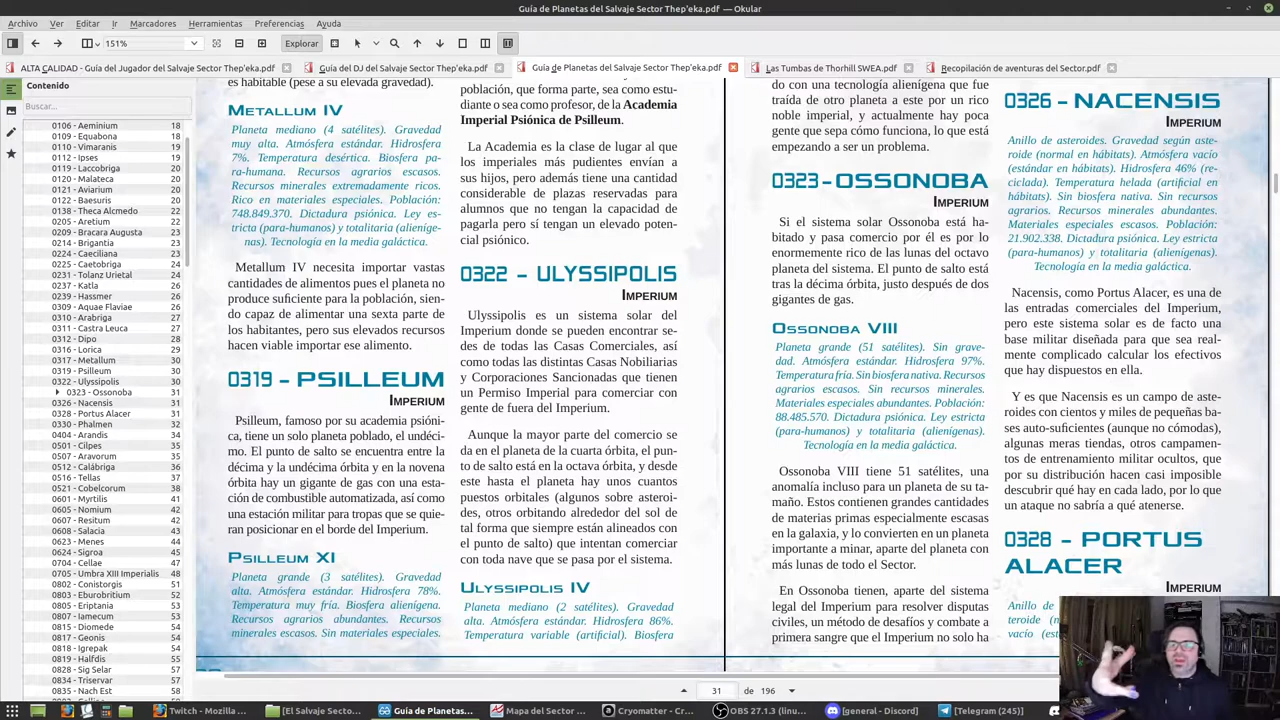 Guía de Planetas del Salvaje Sector Thep'eka.pdf — Okular
Archivo Ver Editar Ir Marcadores Herramientas Preferencias Ayuda
151%
Explorar
ALTA CALIDAD - Guía del Jugador del Salvaje Sector Thep'eka.pdf
Guía del DJ del Salvaje Sector Thep'eka.pdf
Guía de Planetas del Salvaje Sector Thep'eka.pdf
Las Tumbas de Thorhill SWEA.pdf
Recopilación de aventuras del Sector.pdf
Contenido
Buscar...
0106 - Aeminium 18
0109 - Equabona 18
0110 - Vimaranis 19
0112 - Ipses 19
0119 - Laccobriga 20
0120 - Malateca 20
0121 - Aviarium 20
0122 - Baesuris 21
0138 - Theca Alcmedo 22
0205 - Aretium 22
0209 - Bracara Augusta 23
0214 - Brigantia 23
0224 - Caeciliana 23
0225 - Caetobriga 24
0231 - Tolanz Urietal 24
0237 - Katla 26
0239 - Hassmer 26
0309 - Aquae Flaviae 26
0310 - Arabriga 27
0311 - Castra Leuca 27
0312 - Dipo 28
0316 - Lorica 29
0317 - Metallum 30
0319 - Psilleum 30
0322 - Ulyssipolis 30
0323 - Ossonoba 31
0326 - Nacensis 31
0328 - Portus Alacer 31
0330 - Phalmen 32
0404 - Arandis 34
0501 - Cilpes 35
0507 - Aravorum 35
0512 - Calábriga 36
0516 - Tellas 37
0521 - Cobelcorum 38
0601 - Myrtilis 41
0605 - Nomium 42
0607 - Resitum 42
0608 - Salacia 43
0623 - Menes 44
0624 - Sigroa 45
0704 - Cellae 47
0705 - Umbra XIII Imperialis 48
0802 - Conistorgis 51
0803 - Eburobitium 52
0805 - Eriptania 53
0807 - Iamecum 53
0815 - Diomede 54
0817 - Geonis 54
0818 - Igrepak 54
0819 - Halfdis 55
0828 - Sig Selar 57
0834 - Triservar 57
0835 - Nach Est 58
es habitable (pese a su elevada gravedad).
Metallum IV
Planeta mediano (4 satélites). Gravedad
muy alta. Atmósfera estándar. Hidrosfera
7%. Temperatura desértica. Biosfera pa-
ra-humana. Recursos agrarios escasos.
Recursos minerales extremadamente ricos.
Rico en materiales especiales. Población:
748.849.370. Dictadura psiónica. Ley es-
tricta (para-humanos) y totalitaria (alieníge-
nas). Tecnología en la media galáctica.
Metallum IV necesita importar vastas
cantidades de alimentos pues el planeta no
produce suficiente para la población, sien-
do capaz de alimentar una sexta parte de
los habitantes, pero sus elevados recursos
hacen viable importar ese alimento.
0319 - Psilleum
Imperium
Psilleum, famoso por su academia psióni-
ca, tiene un solo planeta poblado, el undéci-
mo. El punto de salto se encuentra entre la
décima y la undécima órbita y en la novena
órbita hay un gigante de gas con una esta-
ción de combustible automatizada, así como
una estación militar para tropas que se quie-
ran posicionar en el borde del Imperium.
Psilleum XI
Planeta grande (3 satélites). Gravedad
alta. Atmósfera estándar. Hidrosfera 78%.
Temperatura muy fría. Biosfera alienígena.
Recursos agrarios abundantes. Recursos
minerales escasos. Sin materiales especiales.
población, que forma parte, sea como estu-
diante o sea como profesor, de la Academia
Imperial Psiónica de Psilleum.
La Academia es la clase de lugar al que
los imperiales más pudientes envían a
sus hijos, pero además tiene una cantidad
considerable de plazas reservadas para
alumnos que no tengan la capacidad de
pagarla pero sí tengan un elevado poten-
cial psiónico.
0322 - Ulyssipolis
Imperium
Ulyssipolis es un sistema solar del
Imperium donde se pueden encontrar se-
des de todas las Casas Comerciales, así
como todas las distintas Casas Nobiliarias
y Corporaciones Sancionadas que tienen
un Permiso Imperial para comerciar con
gente de fuera del Imperium.
Aunque la mayor parte del comercio se
da en el planeta de la cuarta órbita, el pun-
to de salto está en la octava órbita, y desde
este hasta el planeta hay unos cuantos
puestos orbitales (algunos sobre asteroi-
des, otros orbitando alrededor del sol de
tal forma que siempre están alineados con
el punto de salto) que intentan comerciar
con toda nave que se pasa por el sistema.
Ulyssipolis IV
Planeta mediano (2 satélites). Gravedad
alta. Atmósfera estándar. Hidrosfera 86%.
Temperatura variable (artificial). Biosfera
do con una tecnología alienígena que fue
traída de otro planeta a este por un rico
noble imperial, y actualmente hay poca
gente que sepa cómo funciona, lo que está
empezando a ser un problema.
0323 - Ossonoba
Imperium
Si el sistema solar Ossonoba está ha-
bitado y pasa comercio por él es por lo
enormemente rico de las lunas del octavo
planeta del sistema. El punto de salto está
tras la décima órbita, justo después de dos
gigantes de gas.
Ossonoba VIII
Planeta grande (51 satélites). Sin grave-
dad. Atmósfera estándar. Hidrosfera 97%.
Temperatura fría. Sin biosfera nativa. Recursos
agrarios escasos. Sin recursos minerales.
Materiales especiales abundantes. Población:
88.485.570. Dictadura psiónica. Ley estricta
(para-humanos) y totalitaria (alienígenas).
Tecnología en la media galáctica.
Ossonoba VIII tiene 51 satélites, una
anomalía incluso para un planeta de su ta-
maño. Estos contienen grandes cantidades
de materias primas especialmente escasas
en la galaxia, y lo convierten en un planeta
importante a minar, aparte del planeta con
más lunas de todo el Sector.
En Ossonoba tienen, aparte del sistema
legal del Imperium para resolver disputas
civiles, un método de desafíos y combate a
primera sangre que el Imperium no solo ha
0326 - Nacensis
Imperium
Anillo de asteroides. Gravedad según aste-
roide (normal en hábitats). Atmósfera vacío
(estándar en hábitats). Hidrosfera 46% (re-
ciclada). Temperatura helada (artificial en
hábitats). Sin biosfera nativa. Sin recursos
agrarios. Recursos minerales abundantes.
Materiales especiales escasos. Población:
21.902.338. Dictadura psiónica. Ley estricta
(para-humanos) y totalitaria (alienígenas).
Tecnología en la media galáctica.
Nacensis, como Portus Alacer, es una de
las entradas comerciales del Imperium,
pero este sistema solar es de facto una
base militar diseñada para que sea real-
mente complicado calcular los efectivos
que hay dispuestos en ella.
Y es que Nacensis es un campo de aste-
roides con cientos y miles de pequeñas ba-
ses auto-suficientes (aunque no cómodas),
algunas meras tiendas, otros campamen-
tos de entrenamiento militar ocultos, que
por su distribución hacen casi imposible
descubrir qué hay en cada lado, por lo que
un ataque no sabría a qué atenerse.
0328 - Portus
Alacer
Imperium
Anillo de
teroide
vacío
31 de 196
Twitch - Mozilla ...
[El Salvaje Secto...
Guía de Planetas...
Mapa del Sector ...
Cryomatter - Cr...
OBS 27.1.3 (linu...
[general - Discord]
[Telegram (245)]